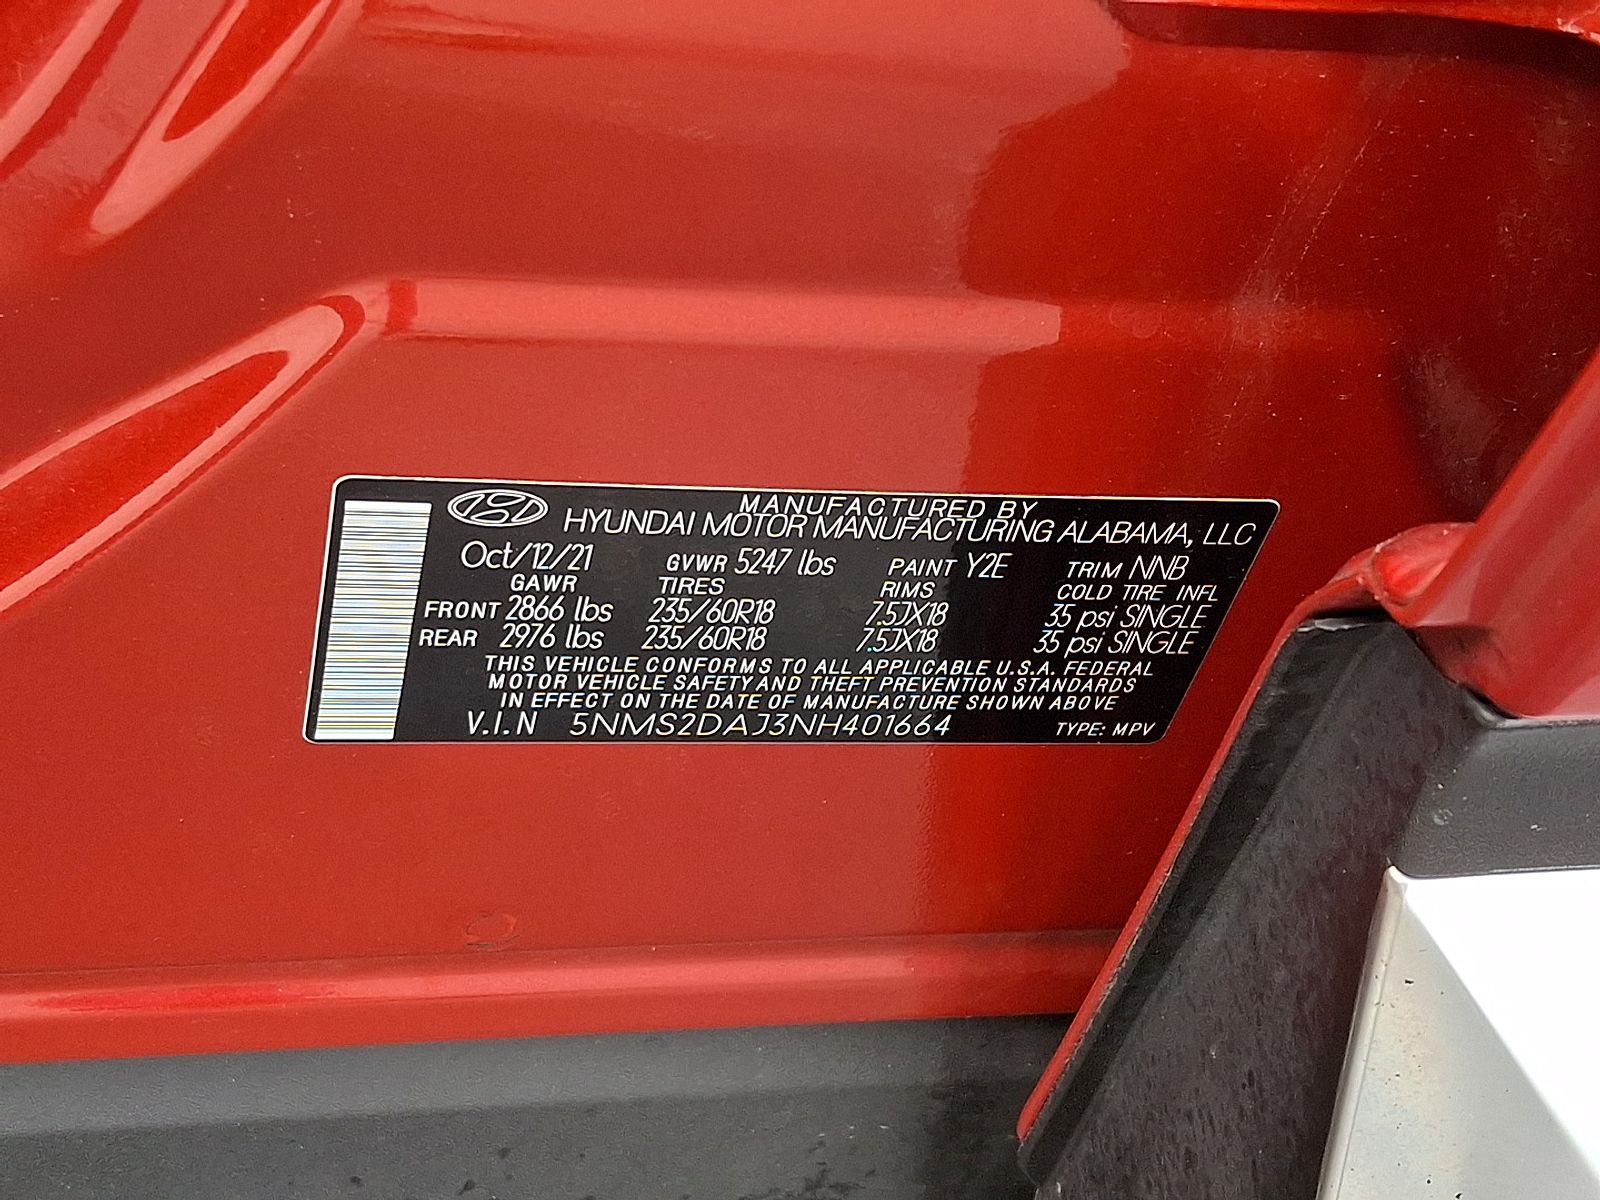 MANUFACTURED BY
HYUNDAI MOTOR MANUFACTURING ALABAMA, LLC
Oct/12/21 GVWR 5247 lbs PAINT Y2E TRIM NNB
GAWR TIRES RIMS COLD TIRE INFL
FRONT 2866 lbs 235/60R18 7.5JX18 35 psi SINGLE
REAR 2976 lbs 235/60R18 7.5JX18 35 psi SINGLE
THIS VEHICLE CONFORMS TO ALL APPLICABLE U.S.A. FEDERAL
MOTOR VEHICLE SAFETY AND THEFT PREVENTION STANDARDS
IN EFFECT ON THE DATE OF MANUFACTURE SHOWN ABOVE
V.I.N 5NMS2DAJ3NH401664 TYPE: MPV